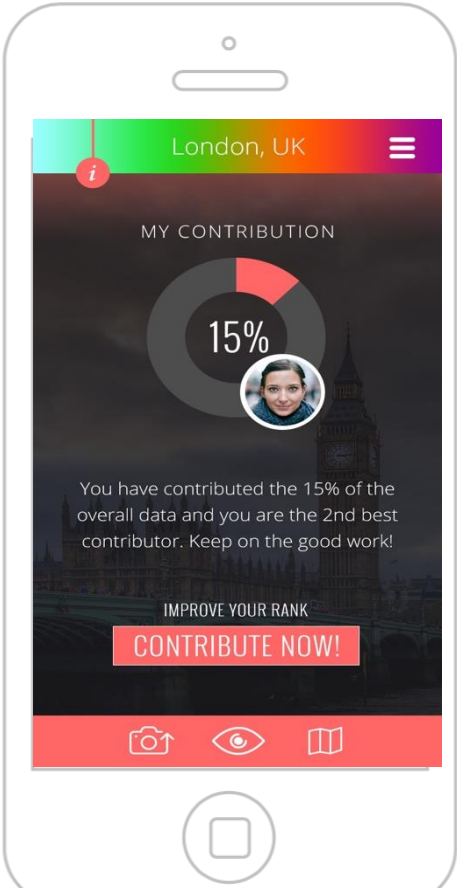 London, UK
i
MY CONTRIBUTION
15%
You have contributed the 15% of the
overall data and you are the 2nd best
contributor. Keep on the good work!
IMPROVE YOUR RANK
CONTRIBUTE NOW!